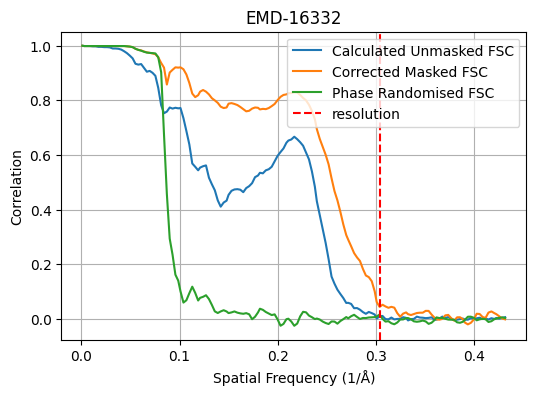 EMD-16332
Calculated Unmasked FSC
Corrected Masked FSC
Phase Randomised FSC
resolution
Correlation
1.0
0.8
0.6
0.4
0.2
0.0
0.0 0.1 0.2 0.3 0.4
Spatial Frequency (1/Å)